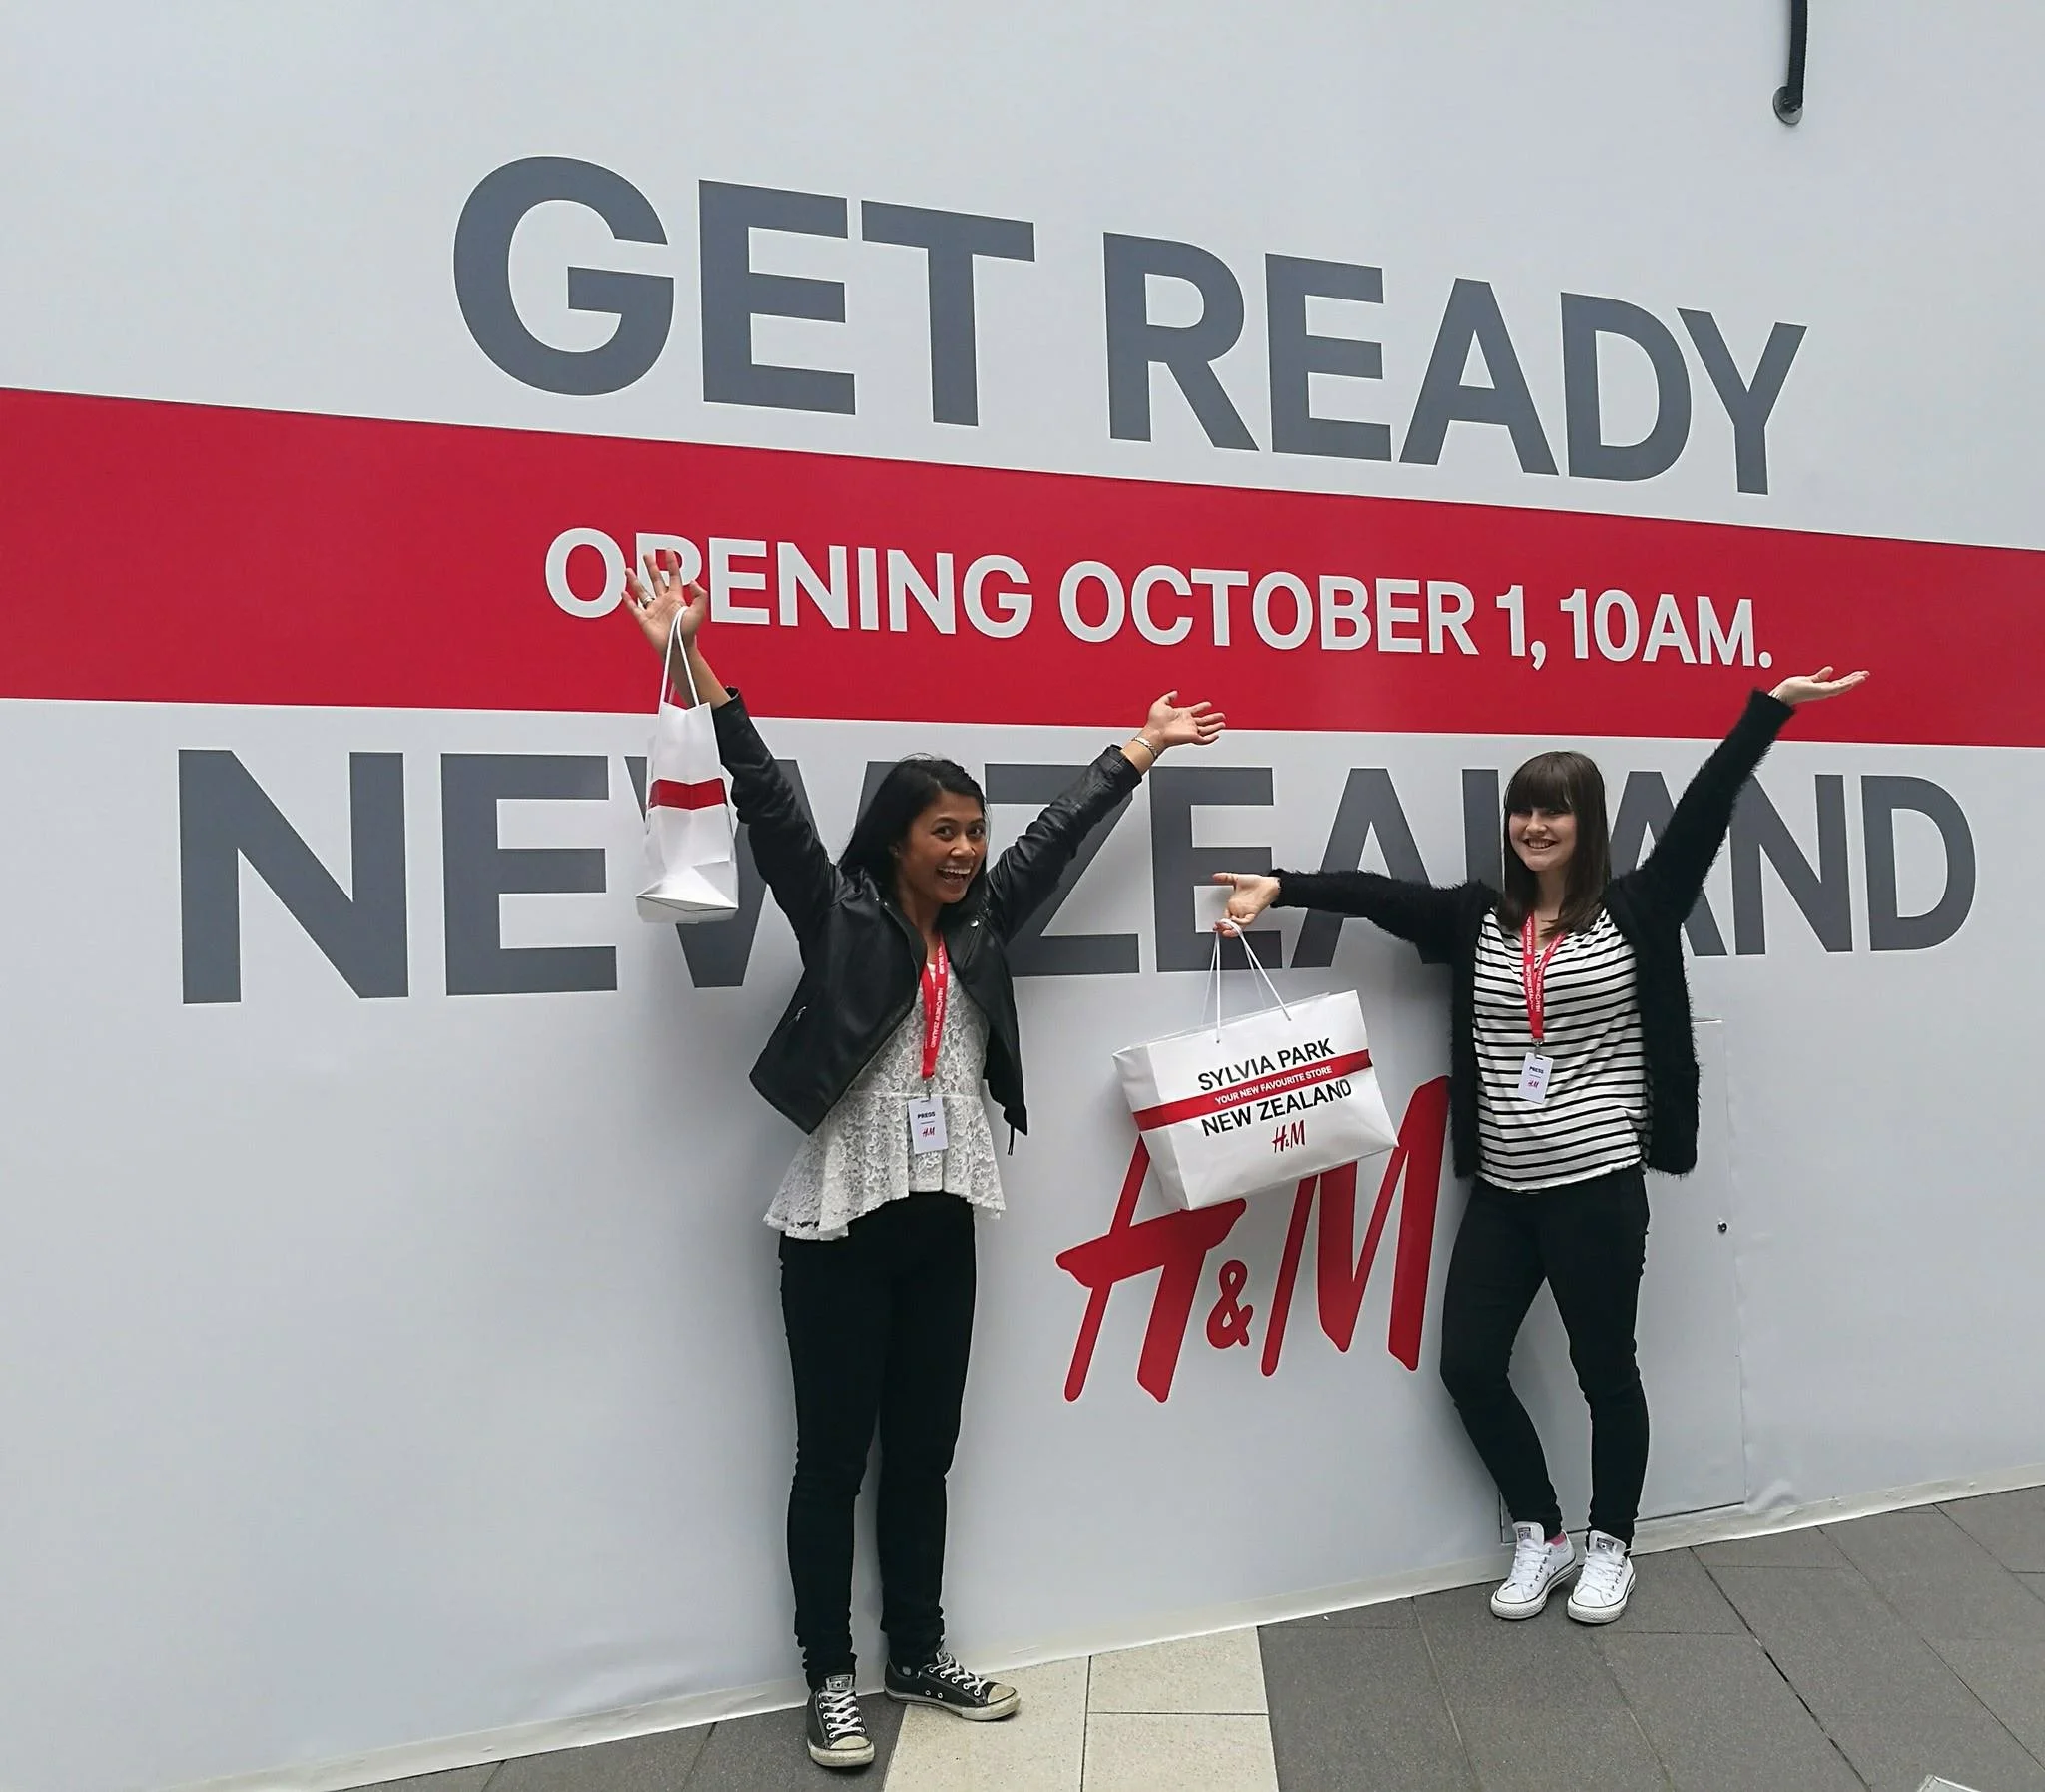 GET READY
OPENING OCTOBER 1, 10AM.
NEW ZEALAND
H&M
SYLVIA PARK
YOUR NEW FAVOURITE STORE
NEW ZEALAND
H&M
PRESS
H&M
PRESS
H&M